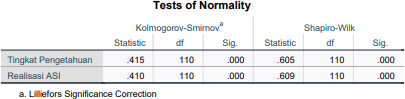 Tests of Normality
Kolmogorov-Smirnovᵃ Shapiro-Wilk
Statistic df Sig. Statistic df Sig.
Tingkat Pengetahuan .415 110 .000 .605 110 .000
Realisasi ASI .410 110 .000 .609 110 .000
a. Lilliefors Significance Correction